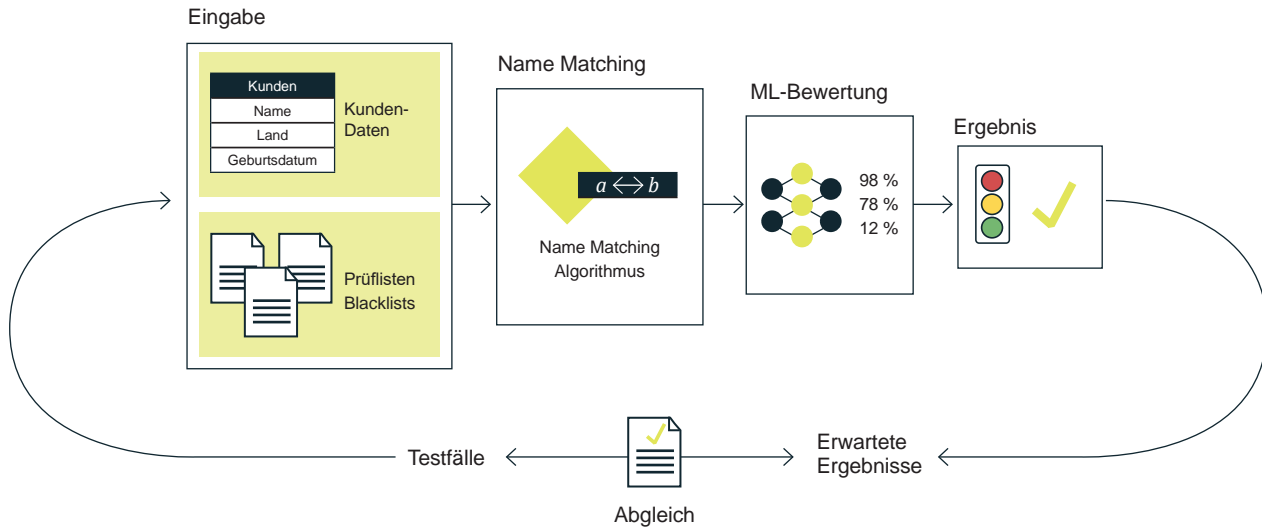 Eingabe
Kunden
Name
Land
Geburtsdatum
Kunden-
Daten
Prüflisten
Blacklists
Name Matching
a ⟷ b
Name Matching
Algorithmus
ML-Bewertung
98 %
78 %
12 %
Ergebnis
Testfälle
Abgleich
Erwartete
Ergebnisse